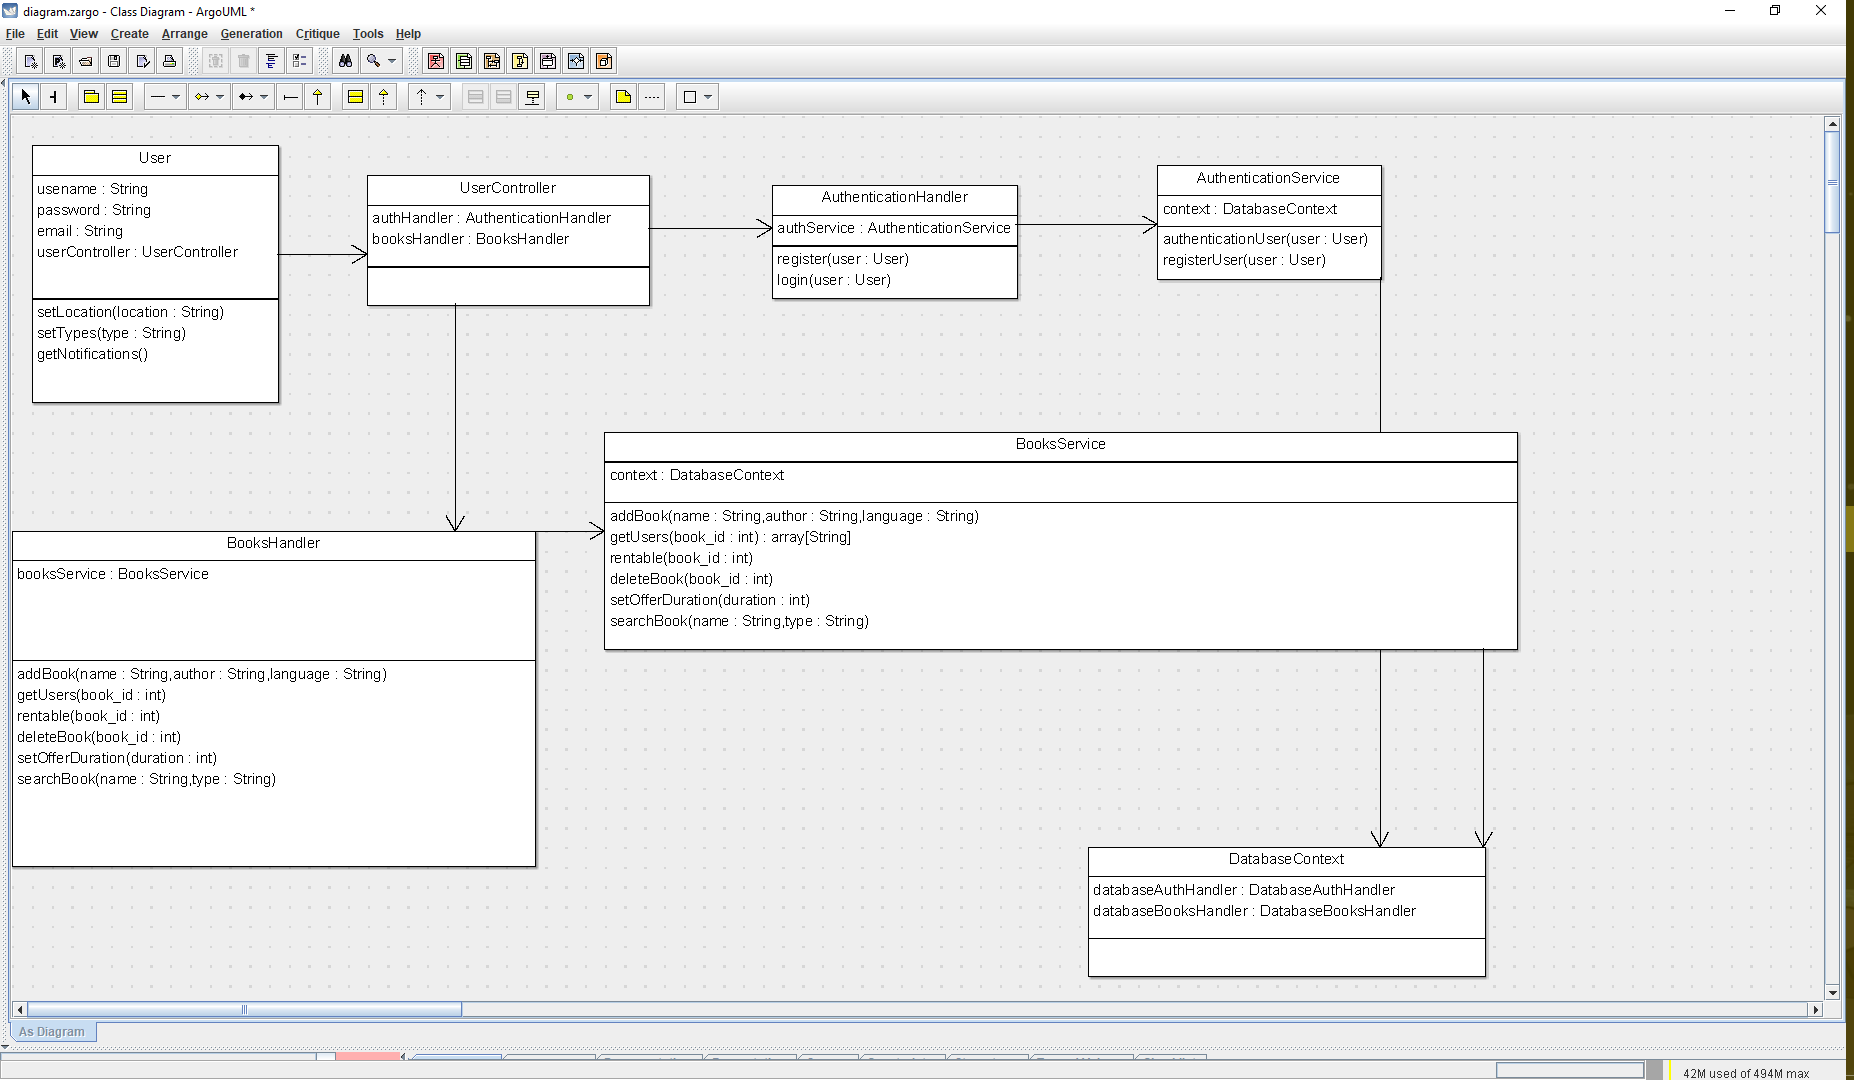 diagram.zargo - Class Diagram - ArgoUML *
File Edit View Create Arrange Generation Critique Tools Help
User
usename : String
password : String
email : String
userController : UserController
setLocation(location : String)
setTypes(type : String)
getNotifications()
UserController
authHandler : AuthenticationHandler
booksHandler : BooksHandler
AuthenticationHandler
authService : AuthenticationService
register(user : User)
login(user : User)
AuthenticationService
context : DatabaseContext
authenticationUser(user : User)
registerUser(user : User)
BooksService
context : DatabaseContext
addBook(name : String,author : String,language : String)
getUsers(book_id : int) : array[String]
rentable(book_id : int)
deleteBook(book_id : int)
setOfferDuration(duration : int)
searchBook(name : String,type : String)
BooksHandler
booksService : BooksService
addBook(name : String,author : String,language : String)
getUsers(book_id : int)
rentable(book_id : int)
deleteBook(book_id : int)
setOfferDuration(duration : int)
searchBook(name : String,type : String)
DatabaseContext
databaseAuthHandler : DatabaseAuthHandler
databaseBooksHandler : DatabaseBooksHandler
As Diagram
42M used of 494M max